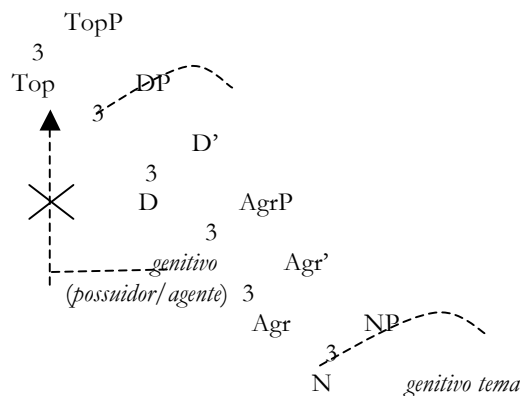 TopP
3
Top DP
3
D’
3
D AgrP
3
genitivo Agr’
(possuidor/agente) 3
Agr NP
3
N genitivo tema